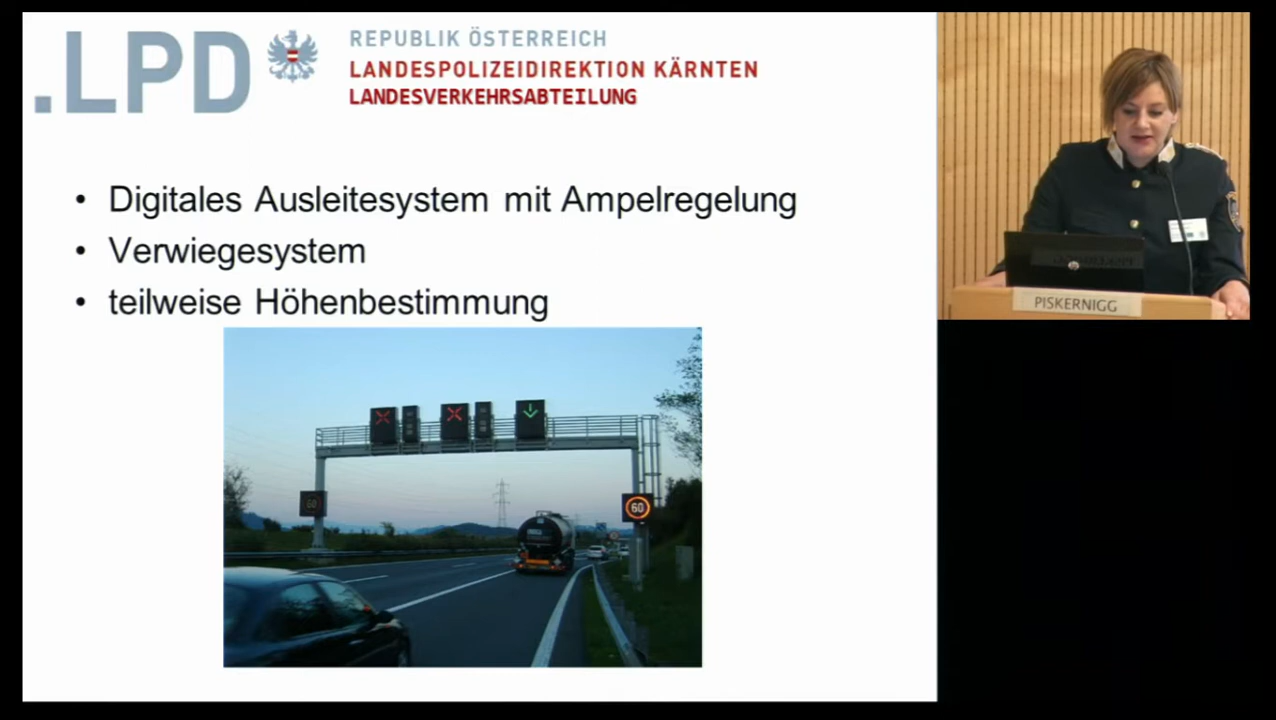 .LPD
REPUBLIK ÖSTERREICH
LANDESPOLIZEIDIREKTION KÄRNTEN
LANDESVERKEHRSABTEILUNG
• Digitales Ausleitesystem mit Ampelregelung
• Verwiegesystem
• teilweise Höhenbestimmung
60
60
PISKERNIGG